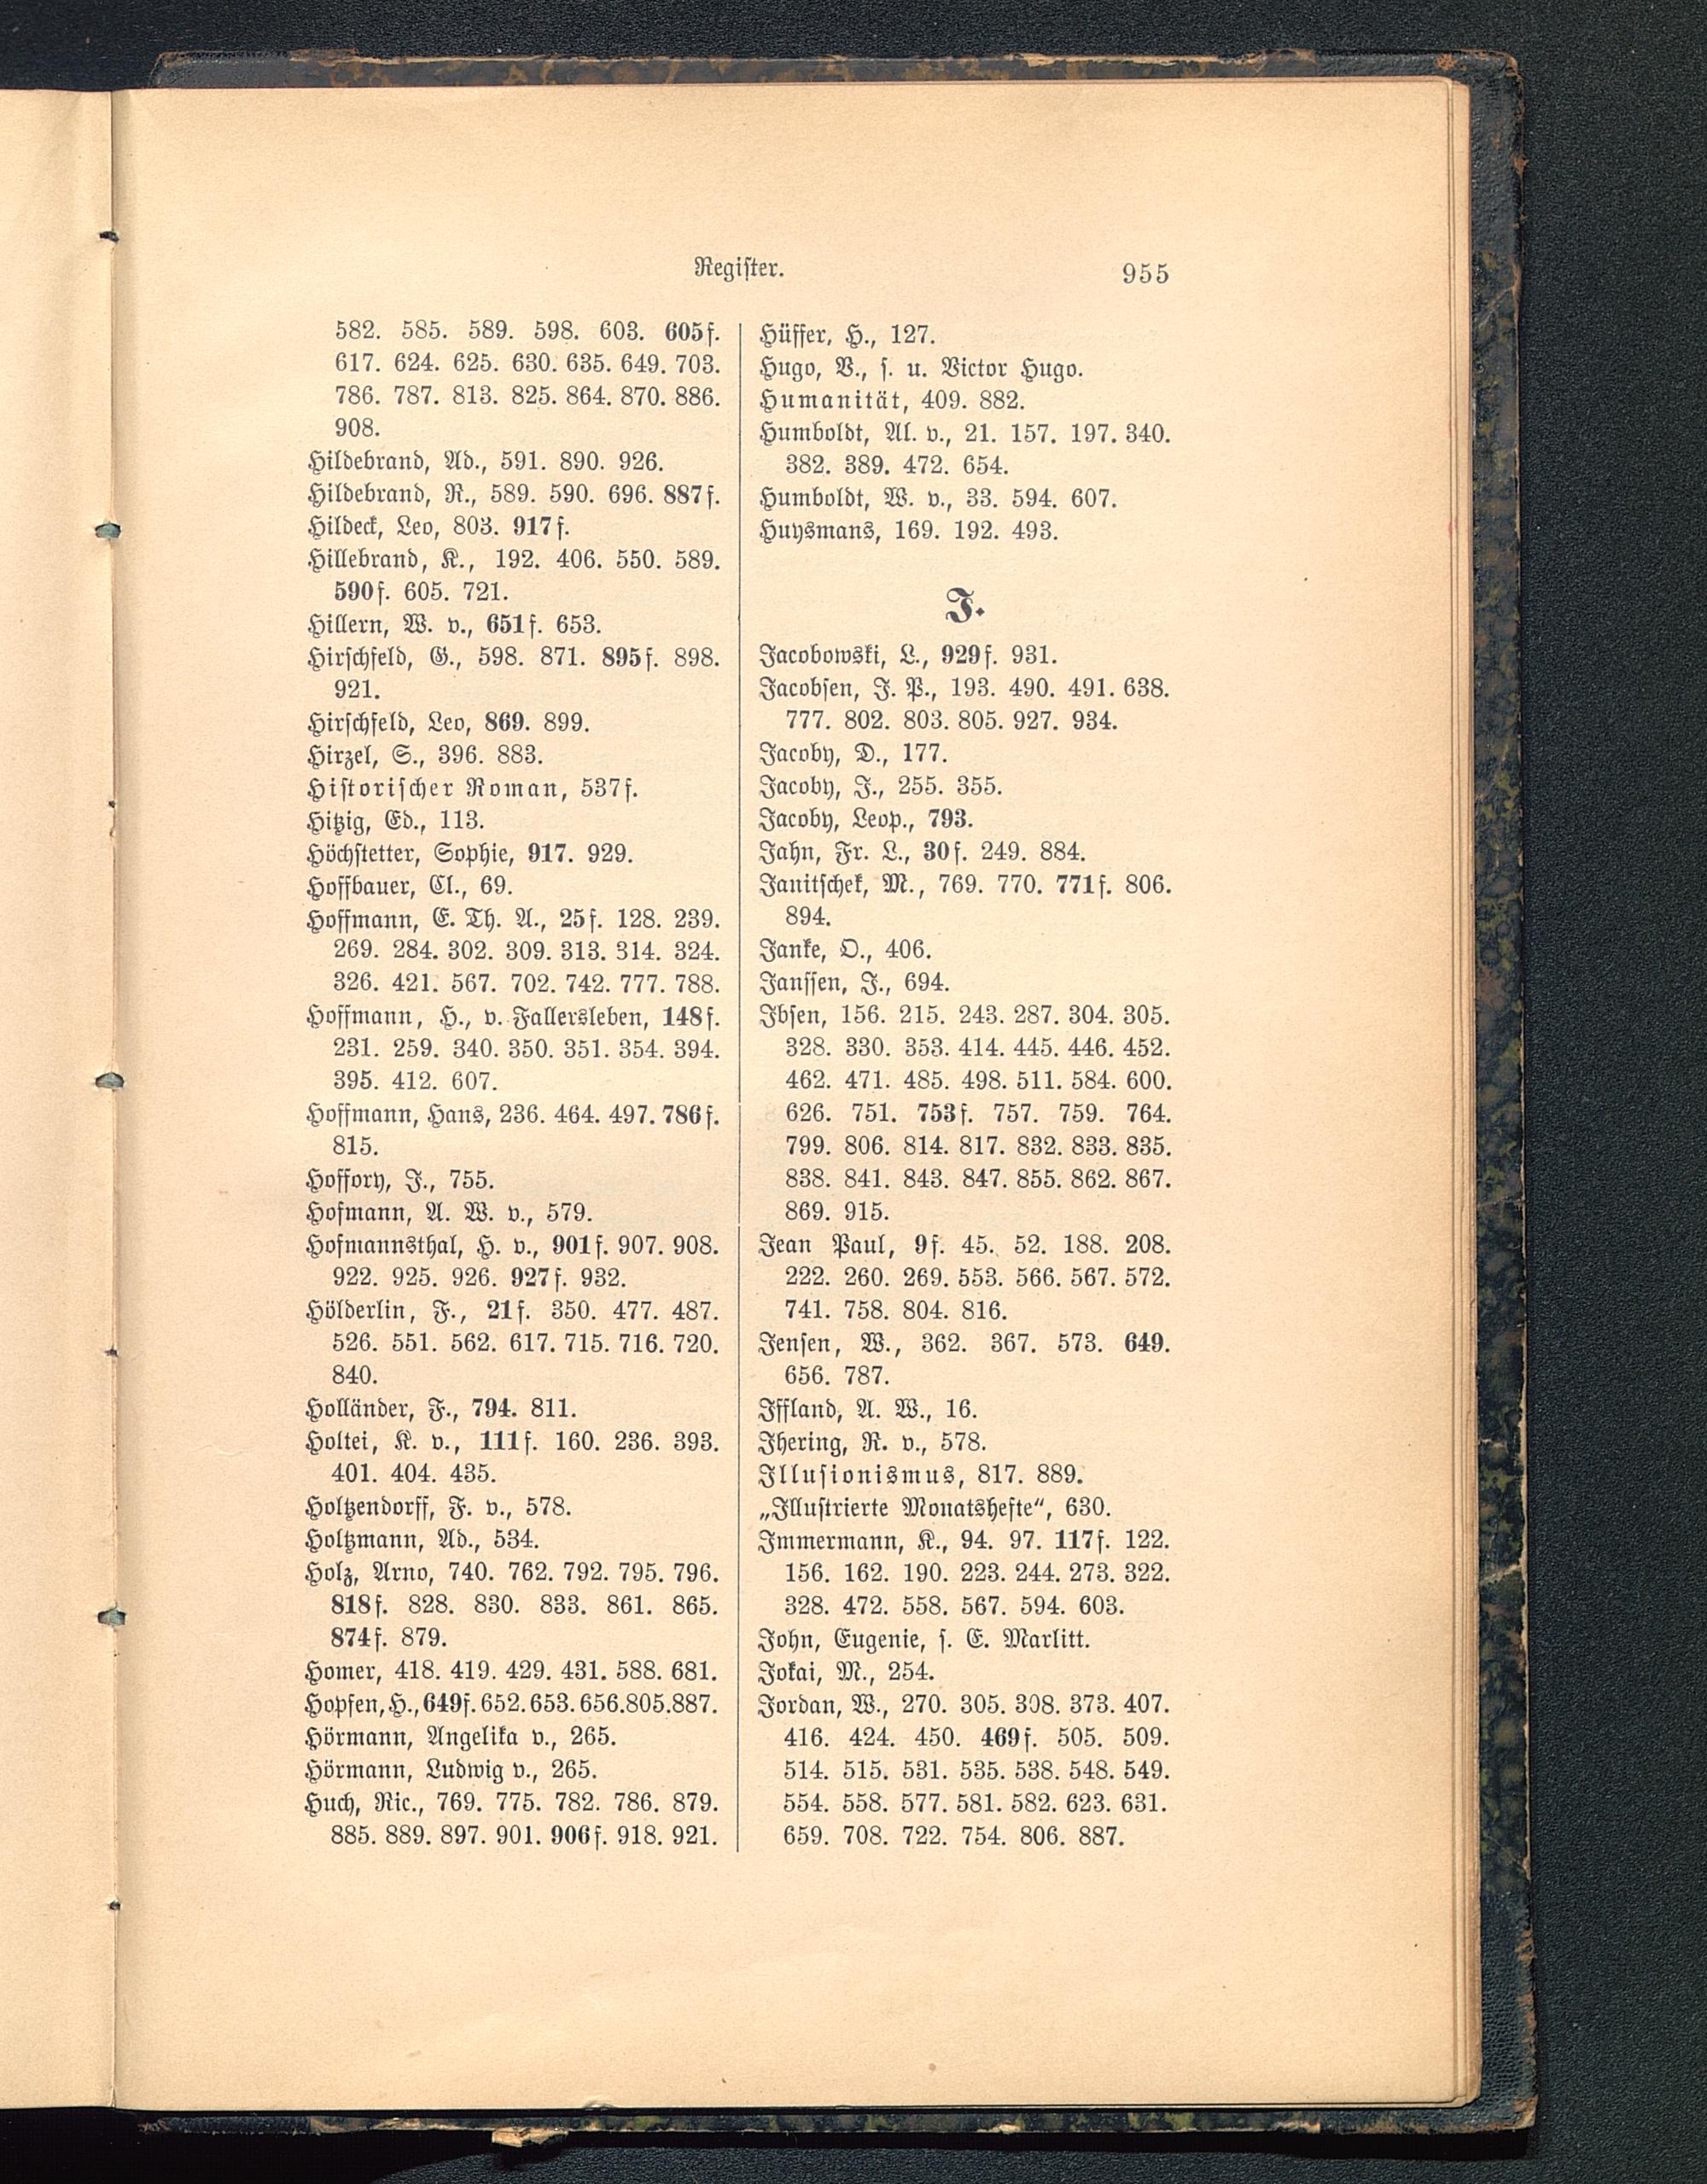 Register.
955
582. 585. 589. 598. 603. 605f.
617. 624. 625. 630. 635. 649. 703.
786. 787. 813. 825. 864. 870. 886.
908.
Hildebrand, Ad., 591. 890. 926.
Hildebrand, R., 589. 590. 696. 887f.
Hildeck, Leo, 803. 917f.
Hillebrand, K., 192. 406. 550. 589.
590f. 605. 721.
Hillern, W. v., 651f. 653.
Hirſchfeld, G., 598. 871. 895f. 898.
921.
Hirſchfeld, Leo, 869. 899.
Hirzel, S., 396. 883.
Hiſtoriſcher Roman, 537f.
Hitzig, Ed., 113.
Höchſtetter, Sophie, 917. 929.
Hoffbauer, Cl., 69.
Hoffmann, E. Th. A., 25f. 128. 239.
269. 284. 302. 309. 313. 314. 324.
326. 421. 567. 702. 742. 777. 788.
Hoffmann, H., v. Fallersleben, 148f.
231. 259. 340. 350. 351. 354. 394.
395. 412. 607.
Hoffmann, Hans, 236. 464. 497. 786f.
815.
Hoffory, J., 755.
Hofmann, A. W. v., 579.
Hofmannsthal, H. v., 901f. 907. 908.
922. 925. 926. 927f. 932.
Hölderlin, F., 21f. 350. 477. 487.
526. 551. 562. 617. 715. 716. 720.
840.
Holländer, F., 794. 811.
Holtei, K. v., 111f. 160. 236. 393.
401. 404. 435.
Holtzendorff, F. v., 578.
Holtzmann, Ad., 534.
Holz, Arno, 740. 762. 792. 795. 796.
818f. 828. 830. 833. 861. 865.
874f. 879.
Homer, 418. 419. 429. 431. 588. 681.
Hopfen, H., 649f. 652. 653. 656. 805. 887.
Hörmann, Angelika v., 265.
Hörmann, Ludwig v., 265.
Huch, Ric., 769. 775. 782. 786. 879.
885. 889. 897. 901. 906f. 918. 921.
Hüffer, H., 127.
Hugo, V., ſ. u. Victor Hugo.
Humanität, 409. 882.
Humboldt, Al. v., 21. 157. 197. 340.
382. 389. 472. 654.
Humboldt, W. v., 33. 594. 607.
Huysmans, 169. 192. 493.
J.
Jacobowski, L., 929f. 931.
Jacobſen, J. P., 193. 490. 491. 638.
777. 802. 803. 805. 927. 934.
Jacoby, D., 177.
Jacoby, J., 255. 355.
Jacoby, Leop., 793.
Jahn, Fr. L., 30f. 249. 884.
Janitſchek, M., 769. 770. 771f. 806.
894.
Janke, O., 406.
Janſſen, J., 694.
Ibſen, 156. 215. 243. 287. 304. 305.
328. 330. 353. 414. 445. 446. 452.
462. 471. 485. 498. 511. 584. 600.
626. 751. 753f. 757. 759. 764.
799. 806. 814. 817. 832. 833. 835.
838. 841. 843. 847. 855. 862. 867.
869. 915.
Jean Paul, 9f. 45. 52. 188. 208.
222. 260. 269. 553. 566. 567. 572.
741. 758. 804. 816.
Jenſen, W., 362. 367. 573. 649.
656. 787.
Iffland, A. W., 16.
Ihering, R. v., 578.
Illuſionismus, 817. 889.
„Illuſtrierte Monatshefte“, 630.
Immermann, K., 94. 97. 117f. 122.
156. 162. 190. 223. 244. 273. 322.
328. 472. 558. 567. 594. 603.
John, Eugenie, ſ. E. Marlitt.
Jokai, M., 254.
Jordan, W., 270. 305. 308. 373. 407.
416. 424. 450. 469f. 505. 509.
514. 515. 531. 535. 538. 548. 549.
554. 558. 577. 581. 582. 623. 631.
659. 708. 722. 754. 806. 887.